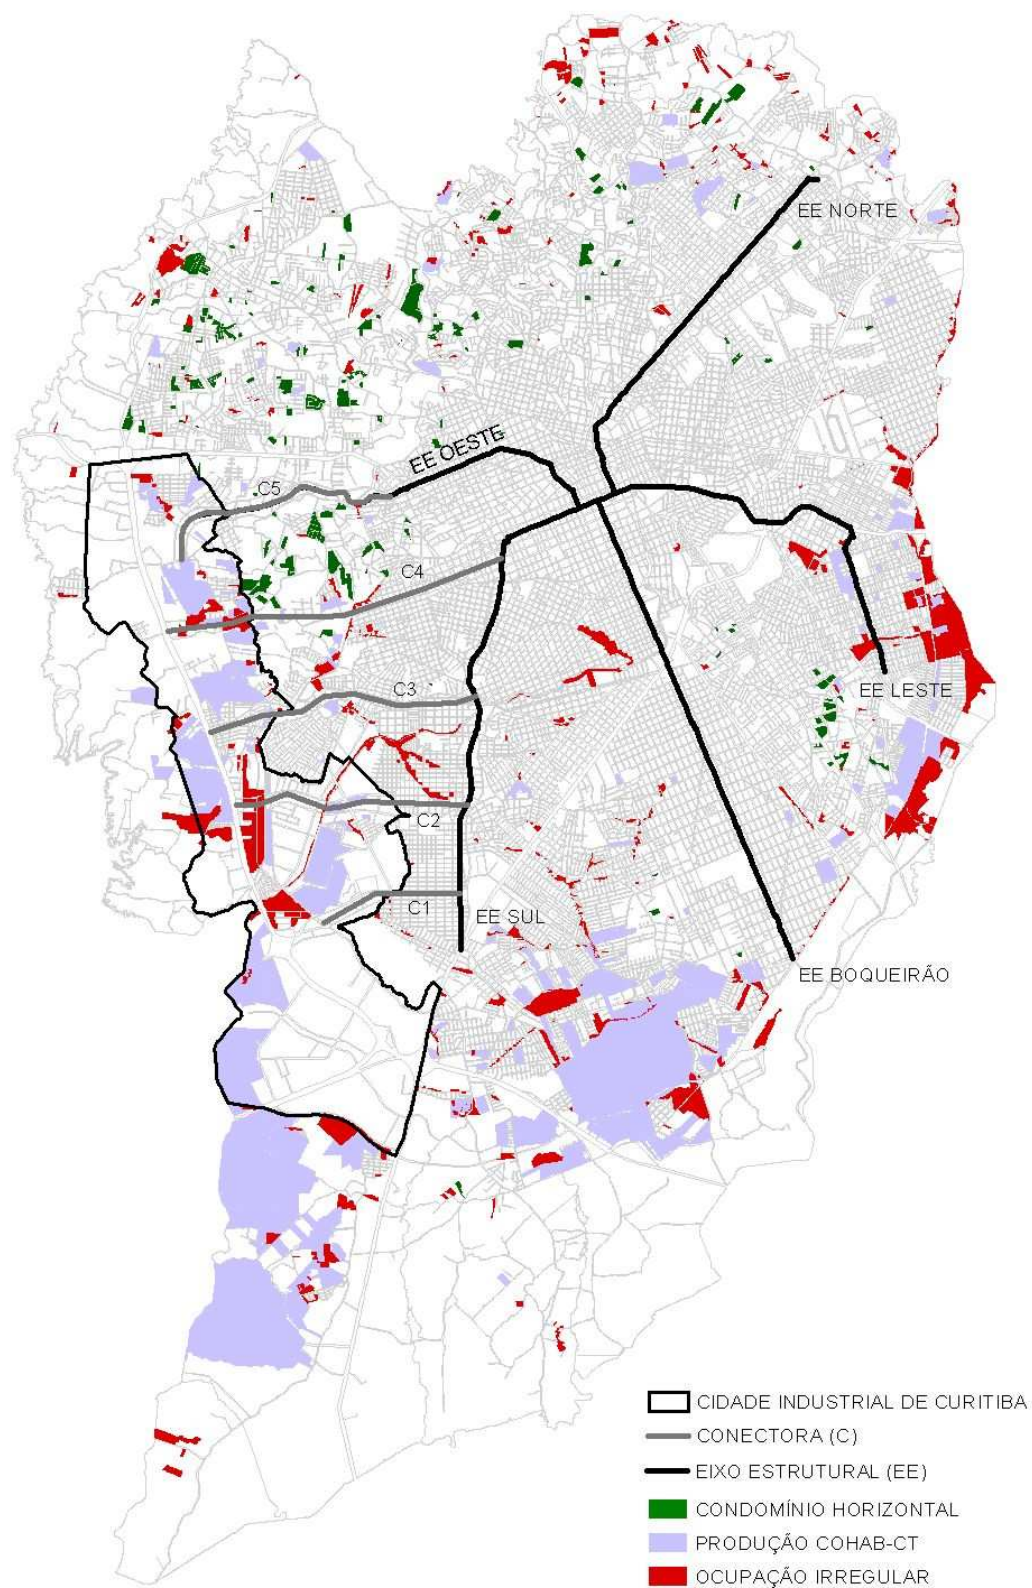 EE NORTE
EE OESTE
C5
C4
C3
EE LESTE
C2
C1
EE SUL
EE BOQUEIRÃO
CIDADE INDUSTRIAL DE CURITIBA
CONECTORA (C)
EIXO ESTRUTURAL (EE)
CONDOMÍNIO HORIZONTAL
PRODUÇÃO COHAB-CT
OCUPAÇÃO IRREGULAR